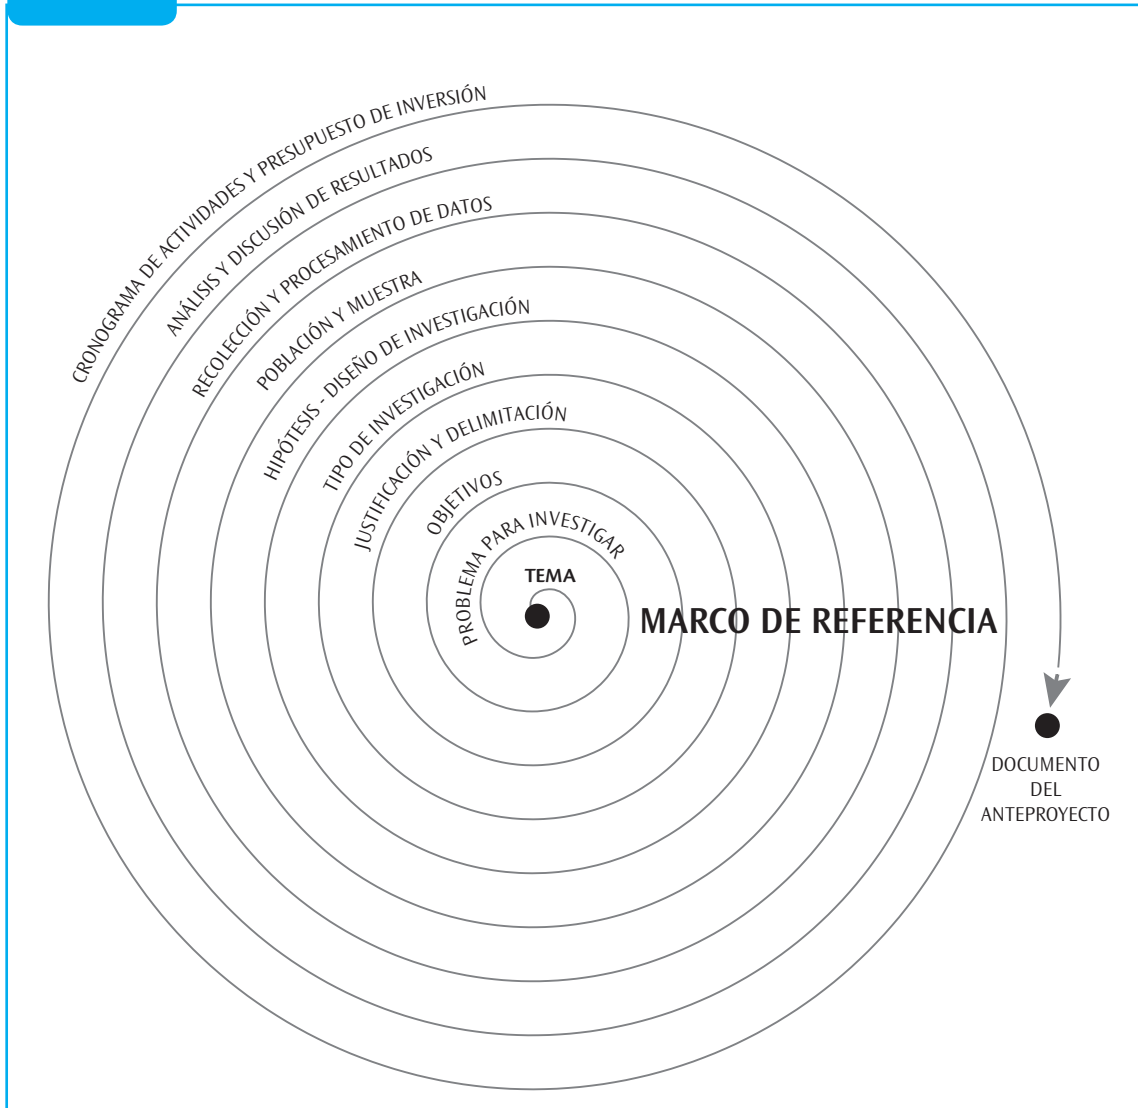 CRONOGRAMA DE ACTIVIDADES Y PRESUPUESTO DE INVERSIÓN
ANÁLISIS Y DISCUSIÓN DE RESULTADOS
RECOLECCIÓN Y PROCESAMIENTO DE DATOS
POBLACIÓN Y MUESTRA
HIPÓTESIS - DISEÑO DE INVESTIGACIÓN
TIPO DE INVESTIGACIÓN
JUSTIFICACIÓN Y DELIMITACIÓN
OBJETIVOS
PROBLEMA PARA INVESTIGAR
TEMA
MARCO DE REFERENCIA
DOCUMENTO
DEL
ANTEPROYECTO